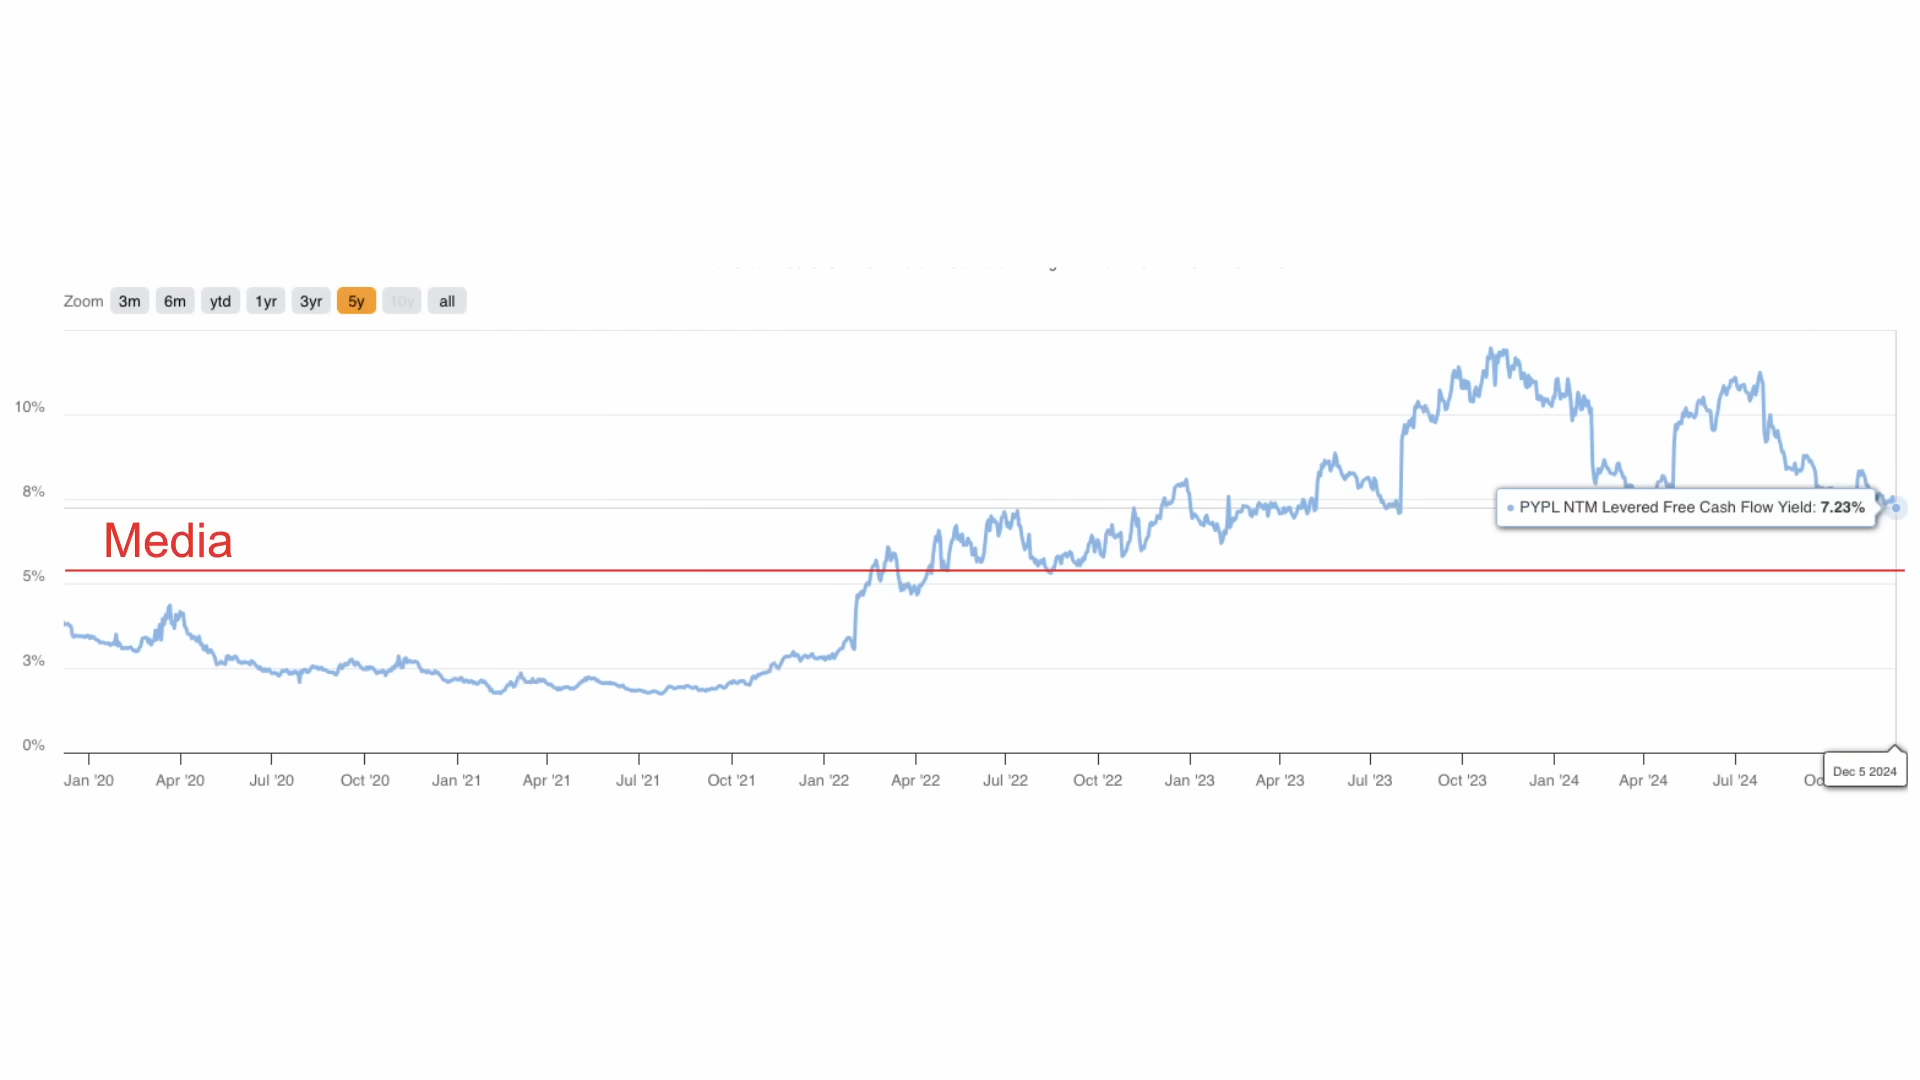 Zoom 3m 6m ytd 1yr 3yr 5y 10y all
10%
8%
PYPL NTM Levered Free Cash Flow Yield: 7.23%
Media
5%
3%
0%
Jan '20 Apr '20 Jul '20 Oct '20 Jan '21 Apr '21 Jul '21 Oct '21 Jan '22 Apr '22 Jul '22 Oct '22 Jan '23 Apr '23 Jul '23 Oct '23 Jan '24 Apr '24 Jul '24 Dec 5 2024